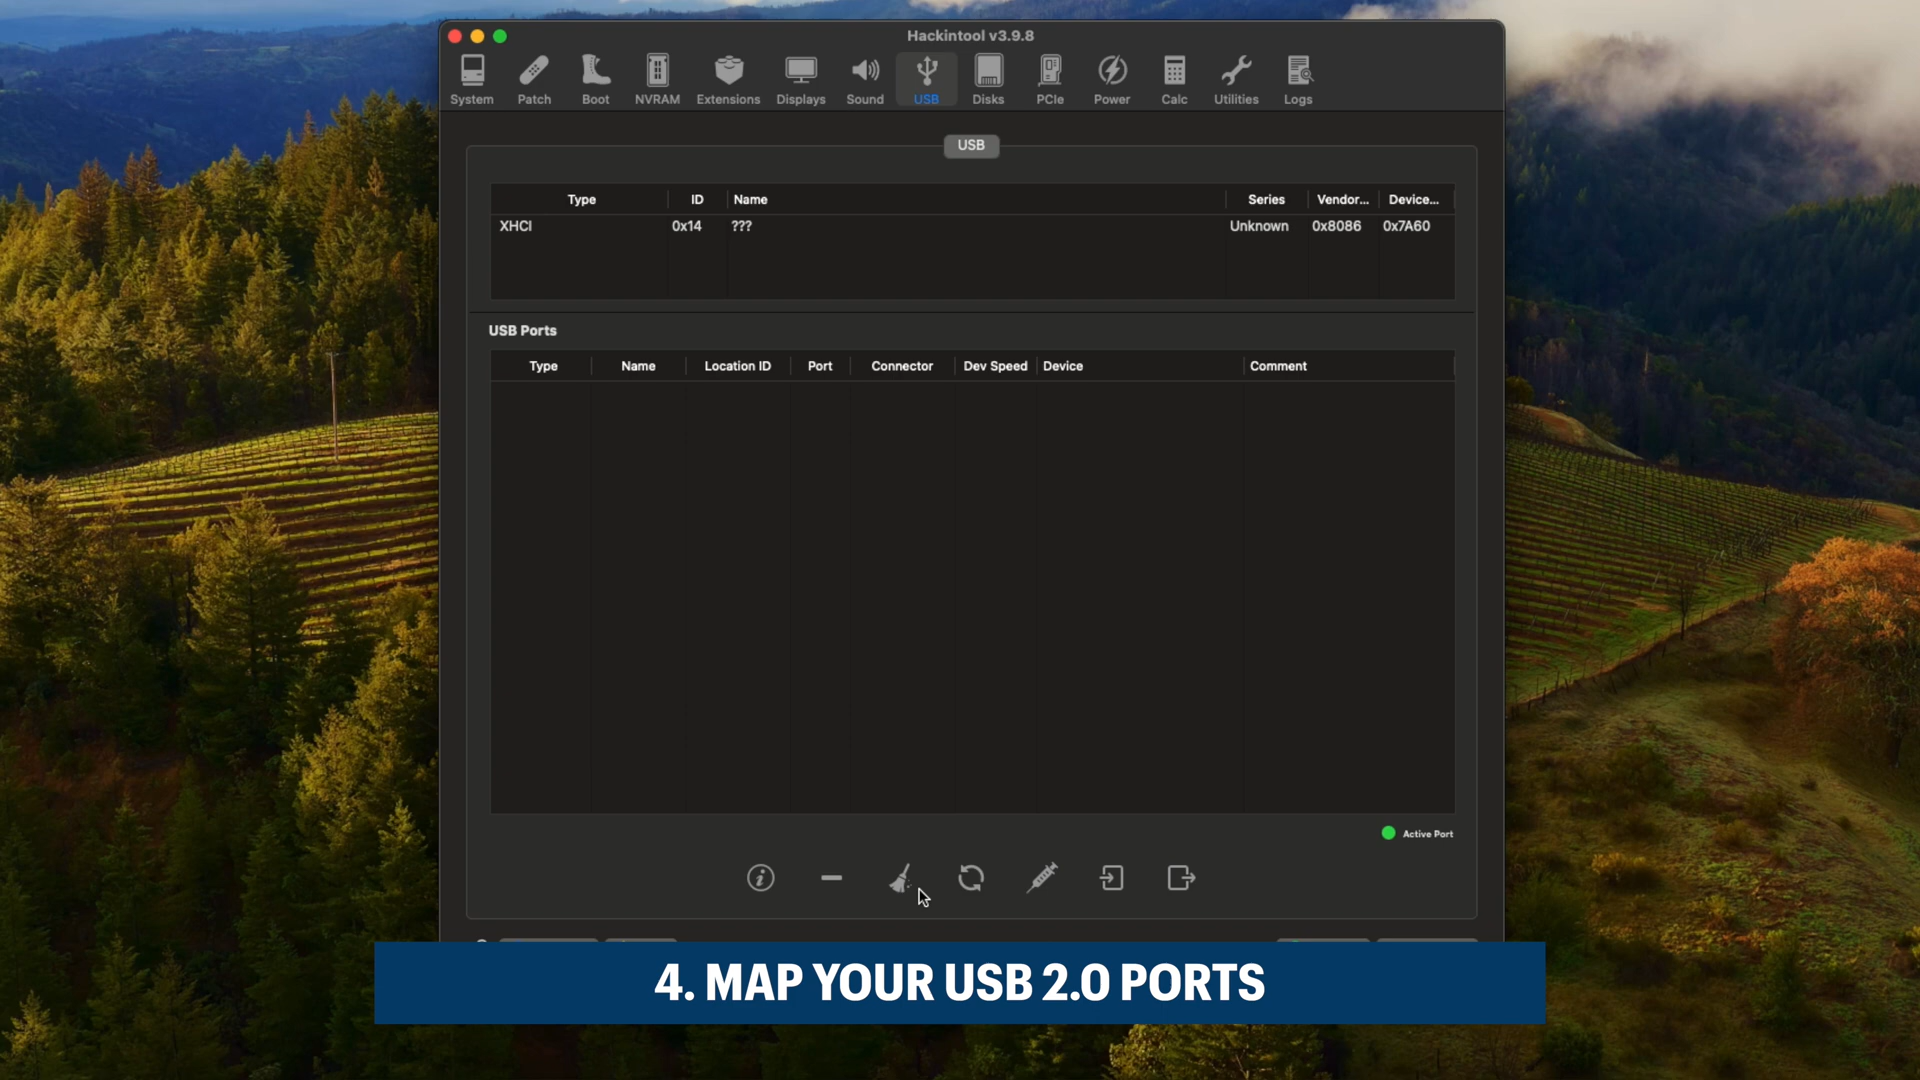 Hackintool v3.9.8
System Patch Boot NVRAM Extensions Displays Sound USB Disks PCIe Power Calc Utilities Logs
USB
Type ID Name Series Vendor... Device...
XHCI 0x14 ??? Unknown 0x8086 0x7A60
USB Ports
Type Name Location ID Port Connector Dev Speed Device Comment
Active Port
4. MAP YOUR USB 2.0 PORTS